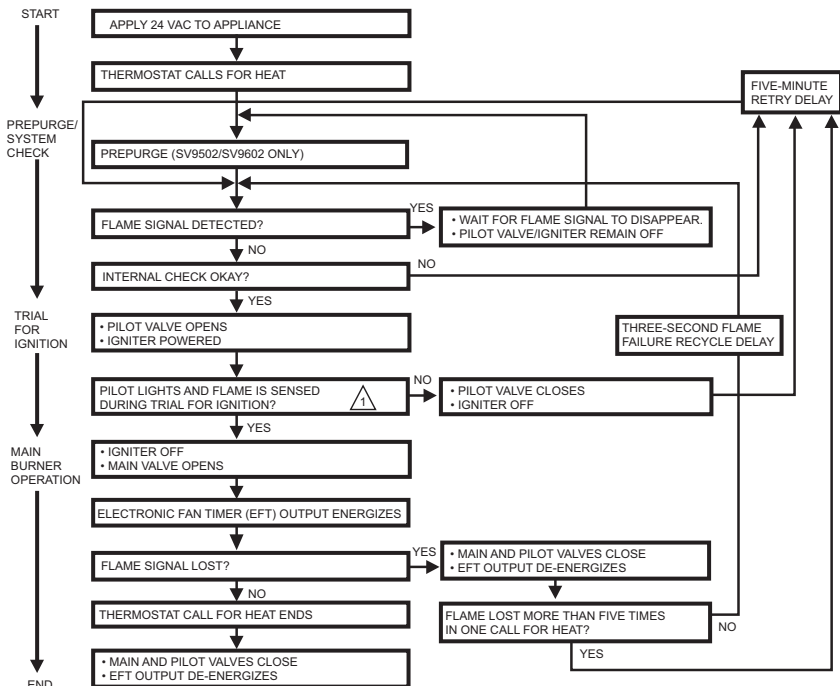 START
APPLY 24 VAC TO APPLIANCE
THERMOSTAT CALLS FOR HEAT
FIVE-MINUTE
RETRY DELAY
PREPURGE/
SYSTEM
CHECK
PREPURGE (SV9502/SV9602 ONLY)
FLAME SIGNAL DETECTED?
YES
• WAIT FOR FLAME SIGNAL TO DISAPPEAR.
• PILOT VALVE/IGNITER REMAIN OFF
NO
INTERNAL CHECK OKAY?
NO
YES
TRIAL
FOR
IGNITION
• PILOT VALVE OPENS
• IGNITER POWERED
THREE-SECOND FLAME
FAILURE RECYCLE DELAY
PILOT LIGHTS AND FLAME IS SENSED
DURING TRIAL FOR IGNITION?
1
NO
• PILOT VALVE CLOSES
• IGNITER OFF
YES
MAIN
BURNER
OPERATION
• IGNITER OFF
• MAIN VALVE OPENS
ELECTRONIC FAN TIMER (EFT) OUTPUT ENERGIZES
FLAME SIGNAL LOST?
YES
• MAIN AND PILOT VALVES CLOSE
• EFT OUTPUT DE-ENERGIZES
NO
THERMOSTAT CALL FOR HEAT ENDS
FLAME LOST MORE THAN FIVE TIMES
IN ONE CALL FOR HEAT?
NO
YES
• MAIN AND PILOT VALVES CLOSE
• EFT OUTPUT DE-ENERGIZES
END